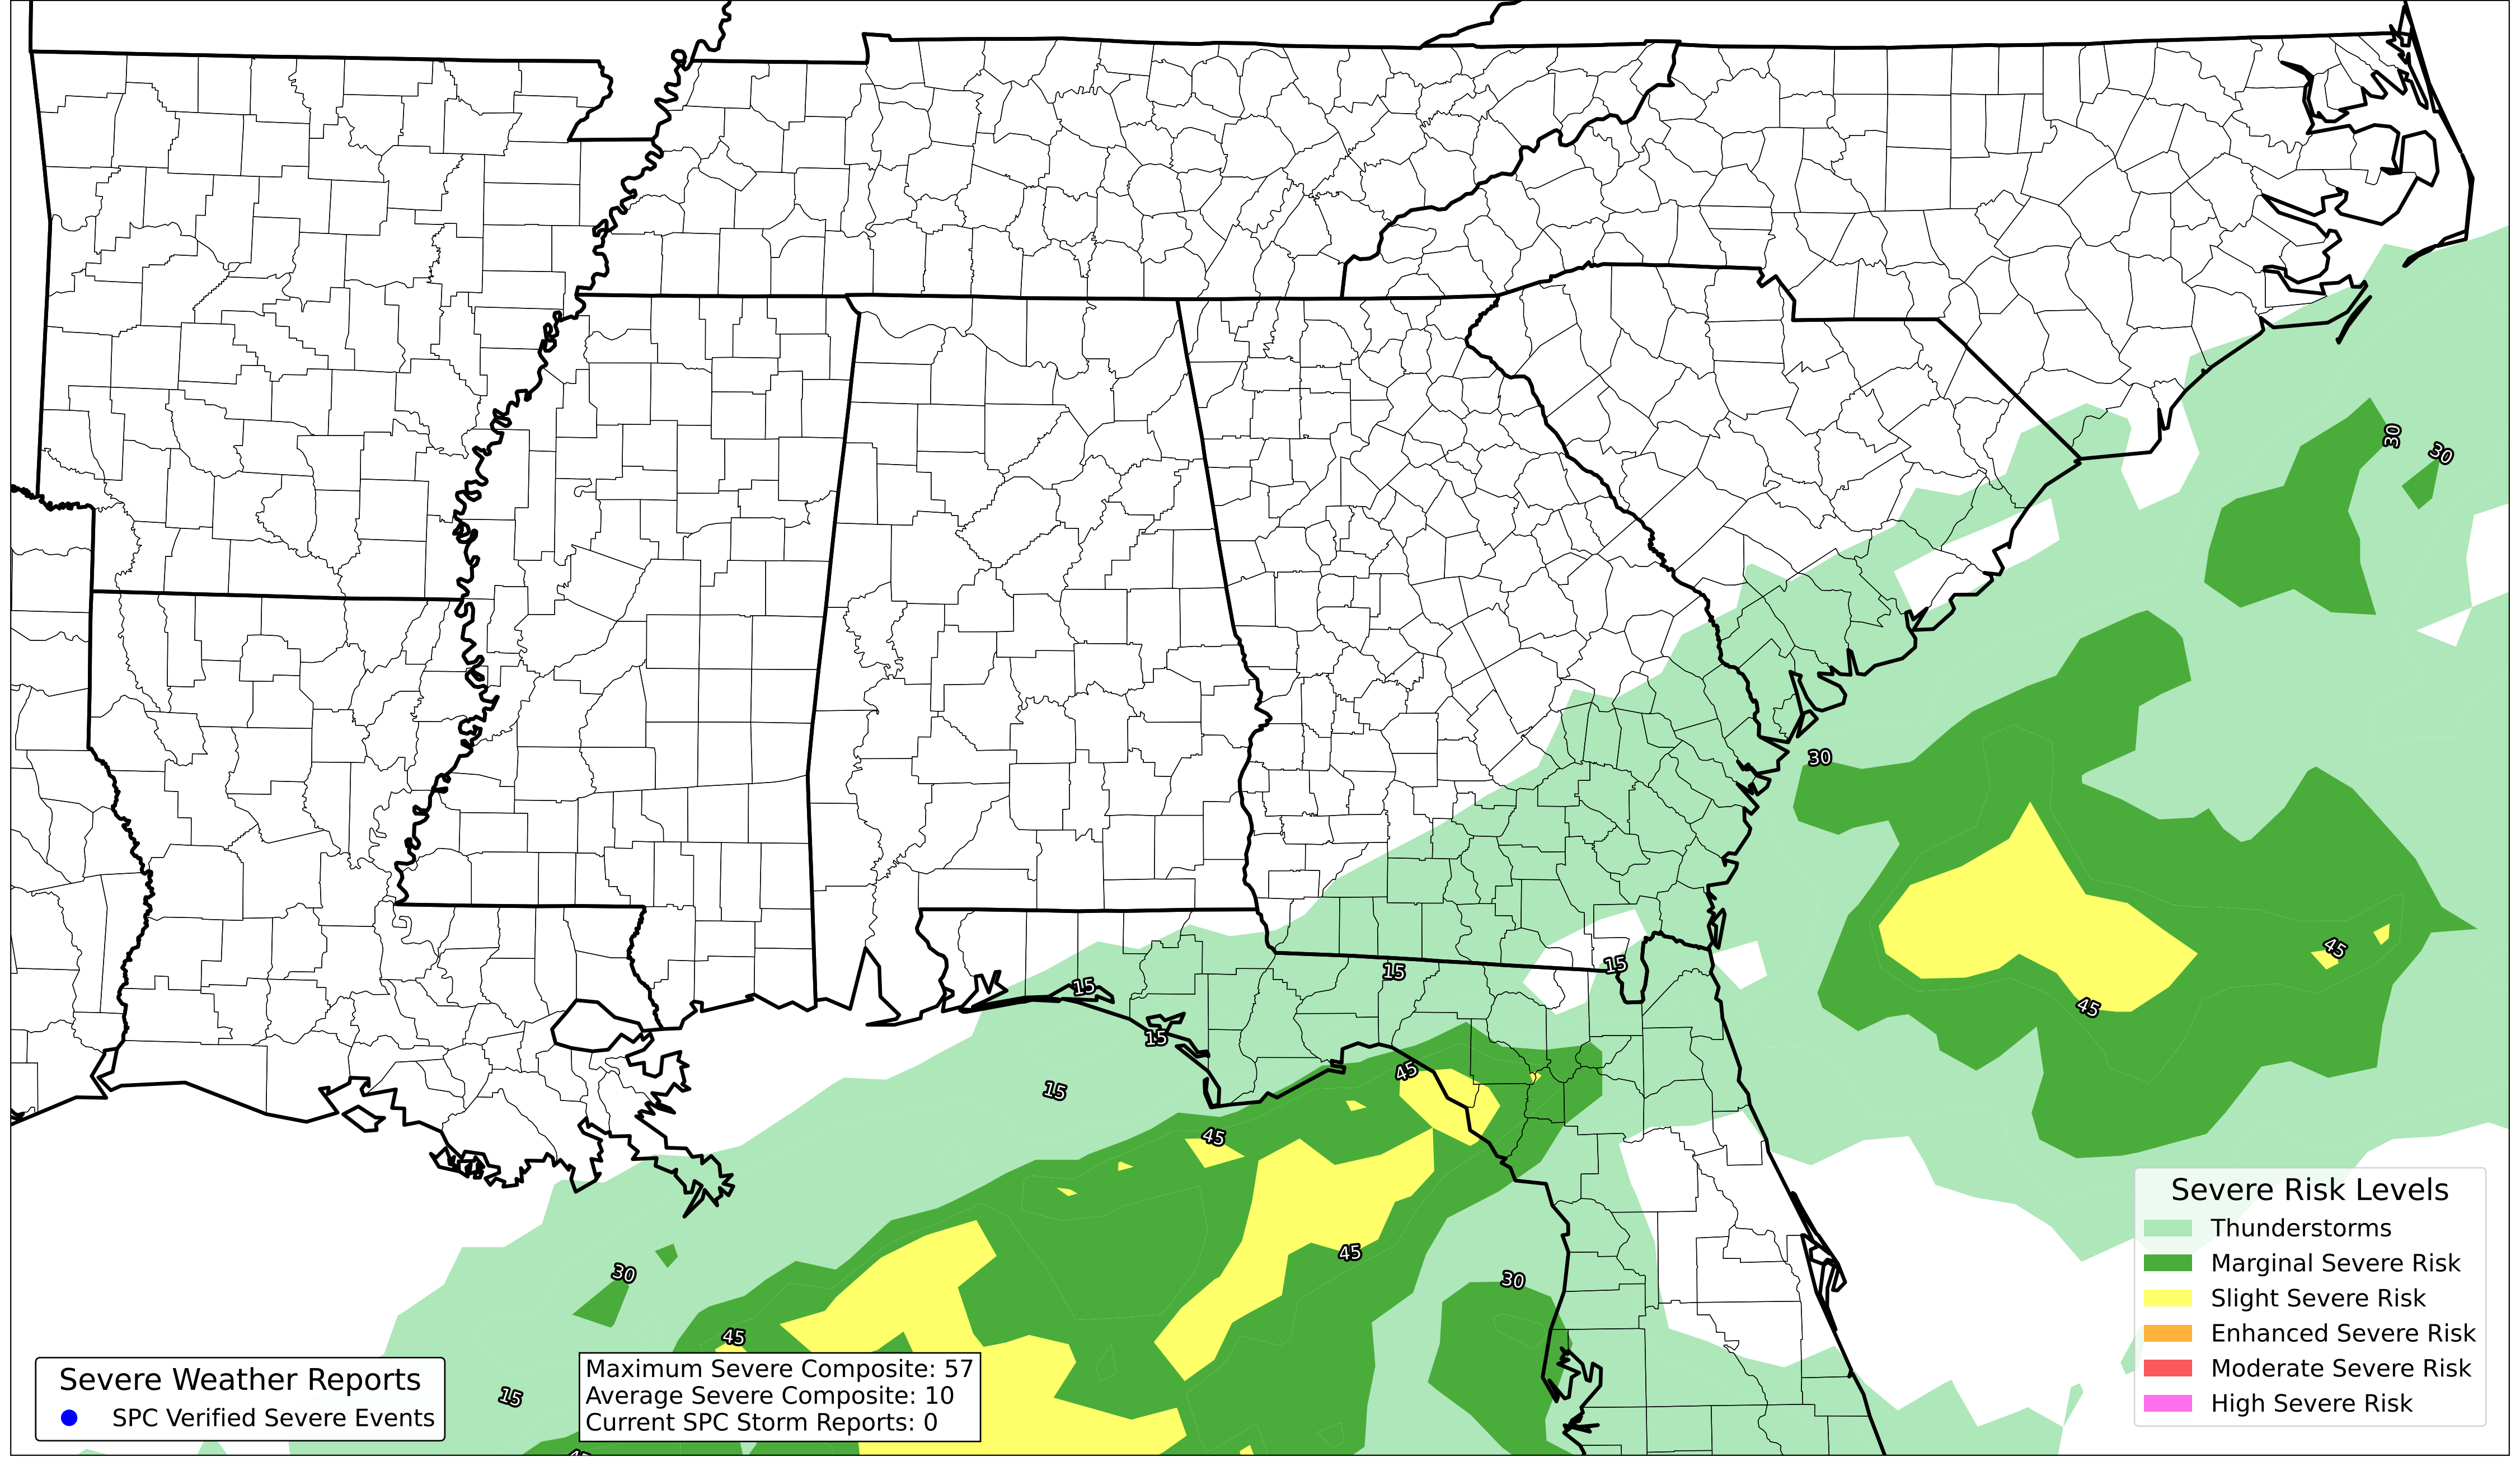 30
30
30
15
15
15
15
15
45
45
45
45
45
30
30
45
15
45
Severe Risk Levels
Thunderstorms
Marginal Severe Risk
Slight Severe Risk
Enhanced Severe Risk
Moderate Severe Risk
High Severe Risk
Severe Weather Reports
SPC Verified Severe Events
Maximum Severe Composite: 57
Average Severe Composite: 10
Current SPC Storm Reports: 0